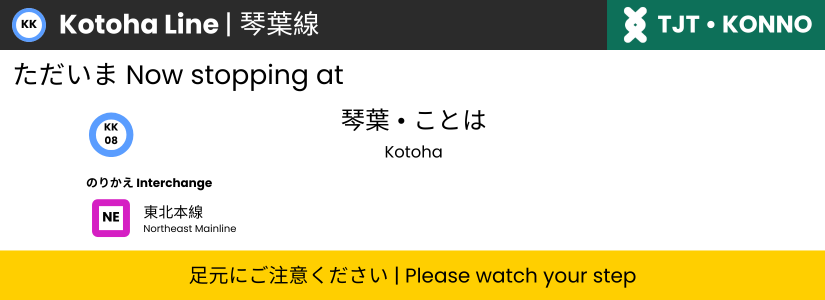 KK Kotoha Line | 琴葉線
TJT • KONNO
ただいま Now stopping at
KK
08
琴葉 • ことは
Kotoha
のりかえ Interchange
NE
東北本線
Northeast Mainline
足元にご注意ください | Please watch your step